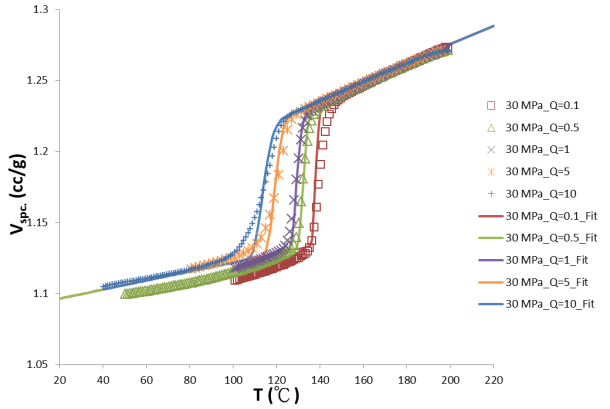 1.3
1.25
1.2
1.15
1.1
1.05
V spc. (cc/g)
20 40 60 80 100 120 140 160 180 200 220
T (℃)
30 MPa_Q=0.1
30 MPa_Q=0.5
30 MPa_Q=1
30 MPa_Q=5
30 MPa_Q=10
30 MPa_Q=0.1_Fit
30 MPa_Q=0.5_Fit
30 MPa_Q=1_Fit
30 MPa_Q=5_Fit
30 MPa_Q=10_Fit